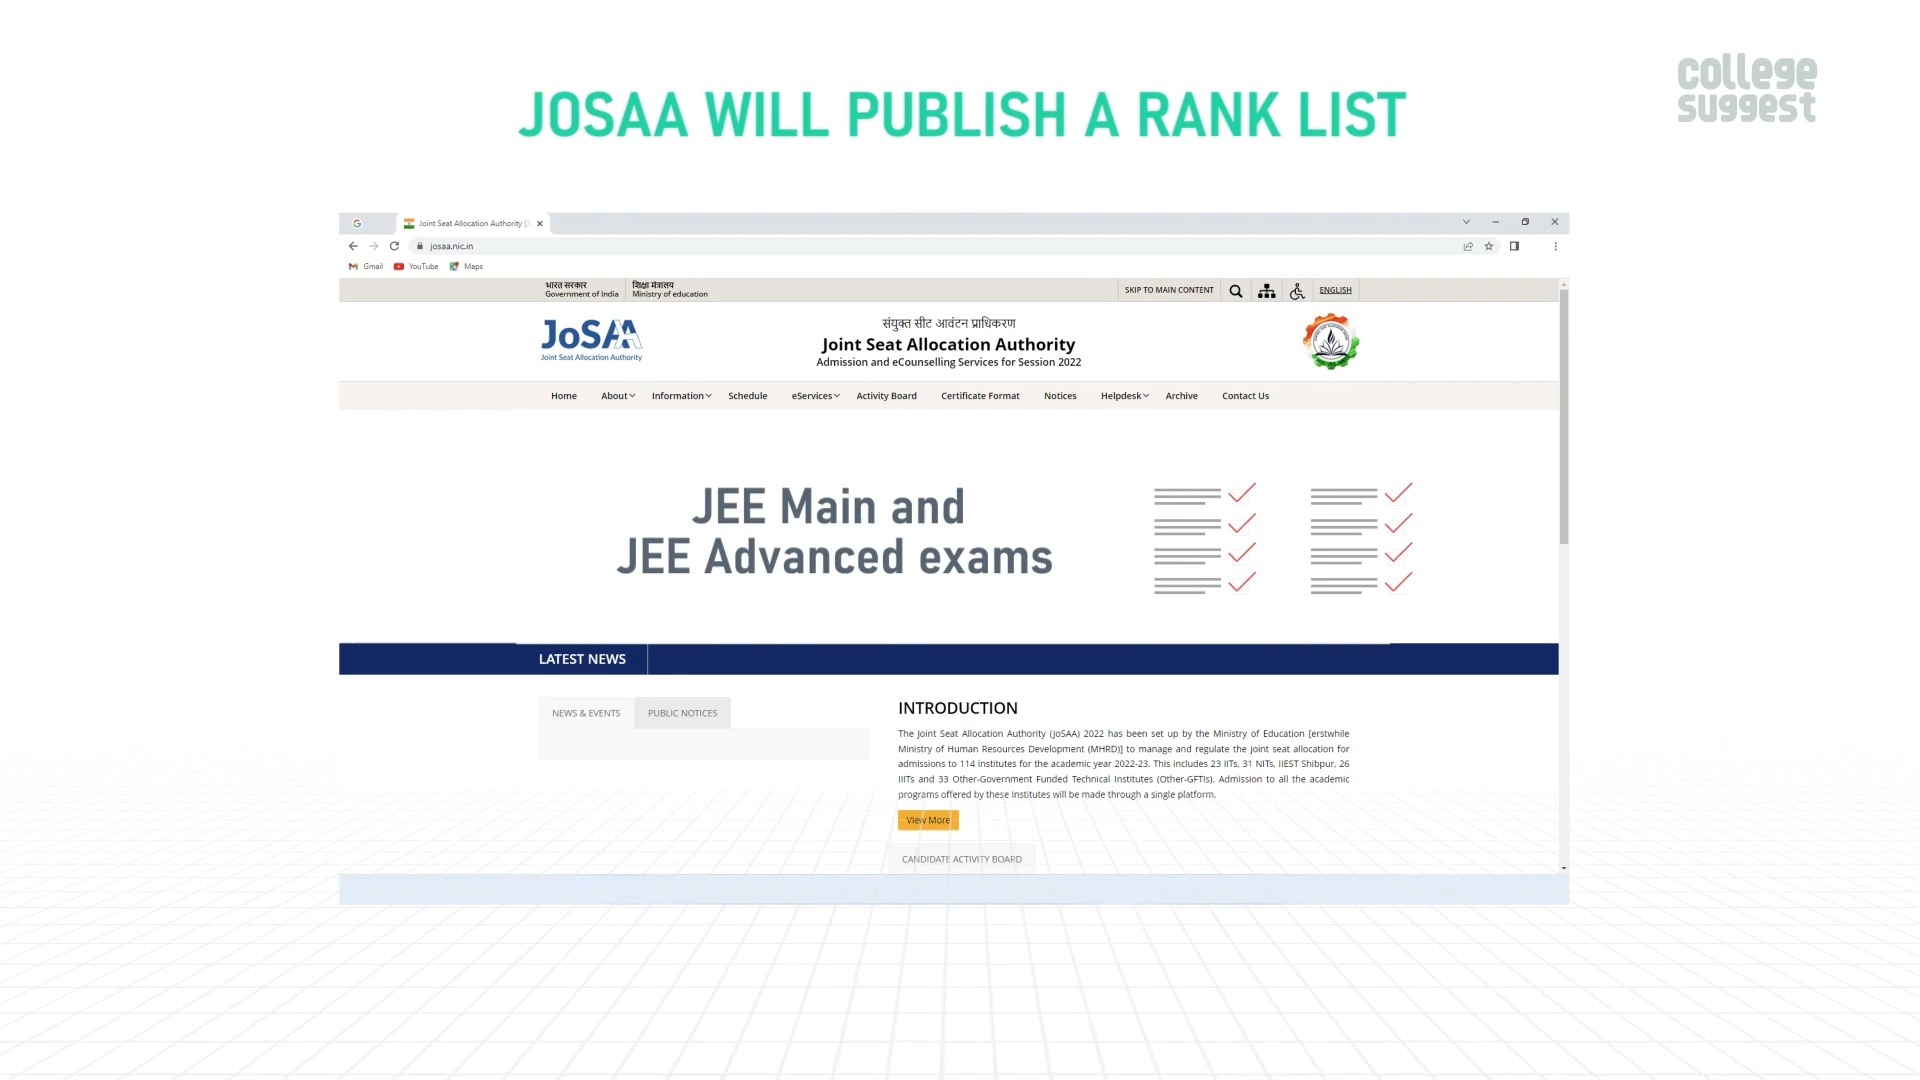 JOSAA WILL PUBLISH A RANK LIST
college
suggest
Joint Seat Allocation Authority (
josaa.nic.in
Gmail YouTube Maps
भारत सरकार
Government of India
शिक्षा मंत्रालय
Ministry of education
SKIP TO MAIN CONTENT
ENGLISH
JoSAA
Joint Seat Allocation Authority
संयुक्त सीट आवंटन प्राधिकरण
Joint Seat Allocation Authority
Admission and eCounselling Services for Session 2022
Home About Information Schedule eServices Activity Board Certificate Format Notices Helpdesk Archive Contact Us
JEE Main and
JEE Advanced exams
LATEST NEWS
NEWS & EVENTS PUBLIC NOTICES
INTRODUCTION
The Joint Seat Allocation Authority (JoSAA) 2022 has been set up by the Ministry of Education [erstwhile
Ministry of Human Resources Development (MHRD)] to manage and regulate the joint seat allocation for
admissions to 114 institutes for the academic year 2022-23. This includes 23 IITs, 31 NITs, IIEST Shibpur, 26
IIITs and 33 Other-Government Funded Technical Institutes (Other-GFTIs). Admission to all the academic
programs offered by these Institutes will be made through a single platform.
View More
CANDIDATE ACTIVITY BOARD